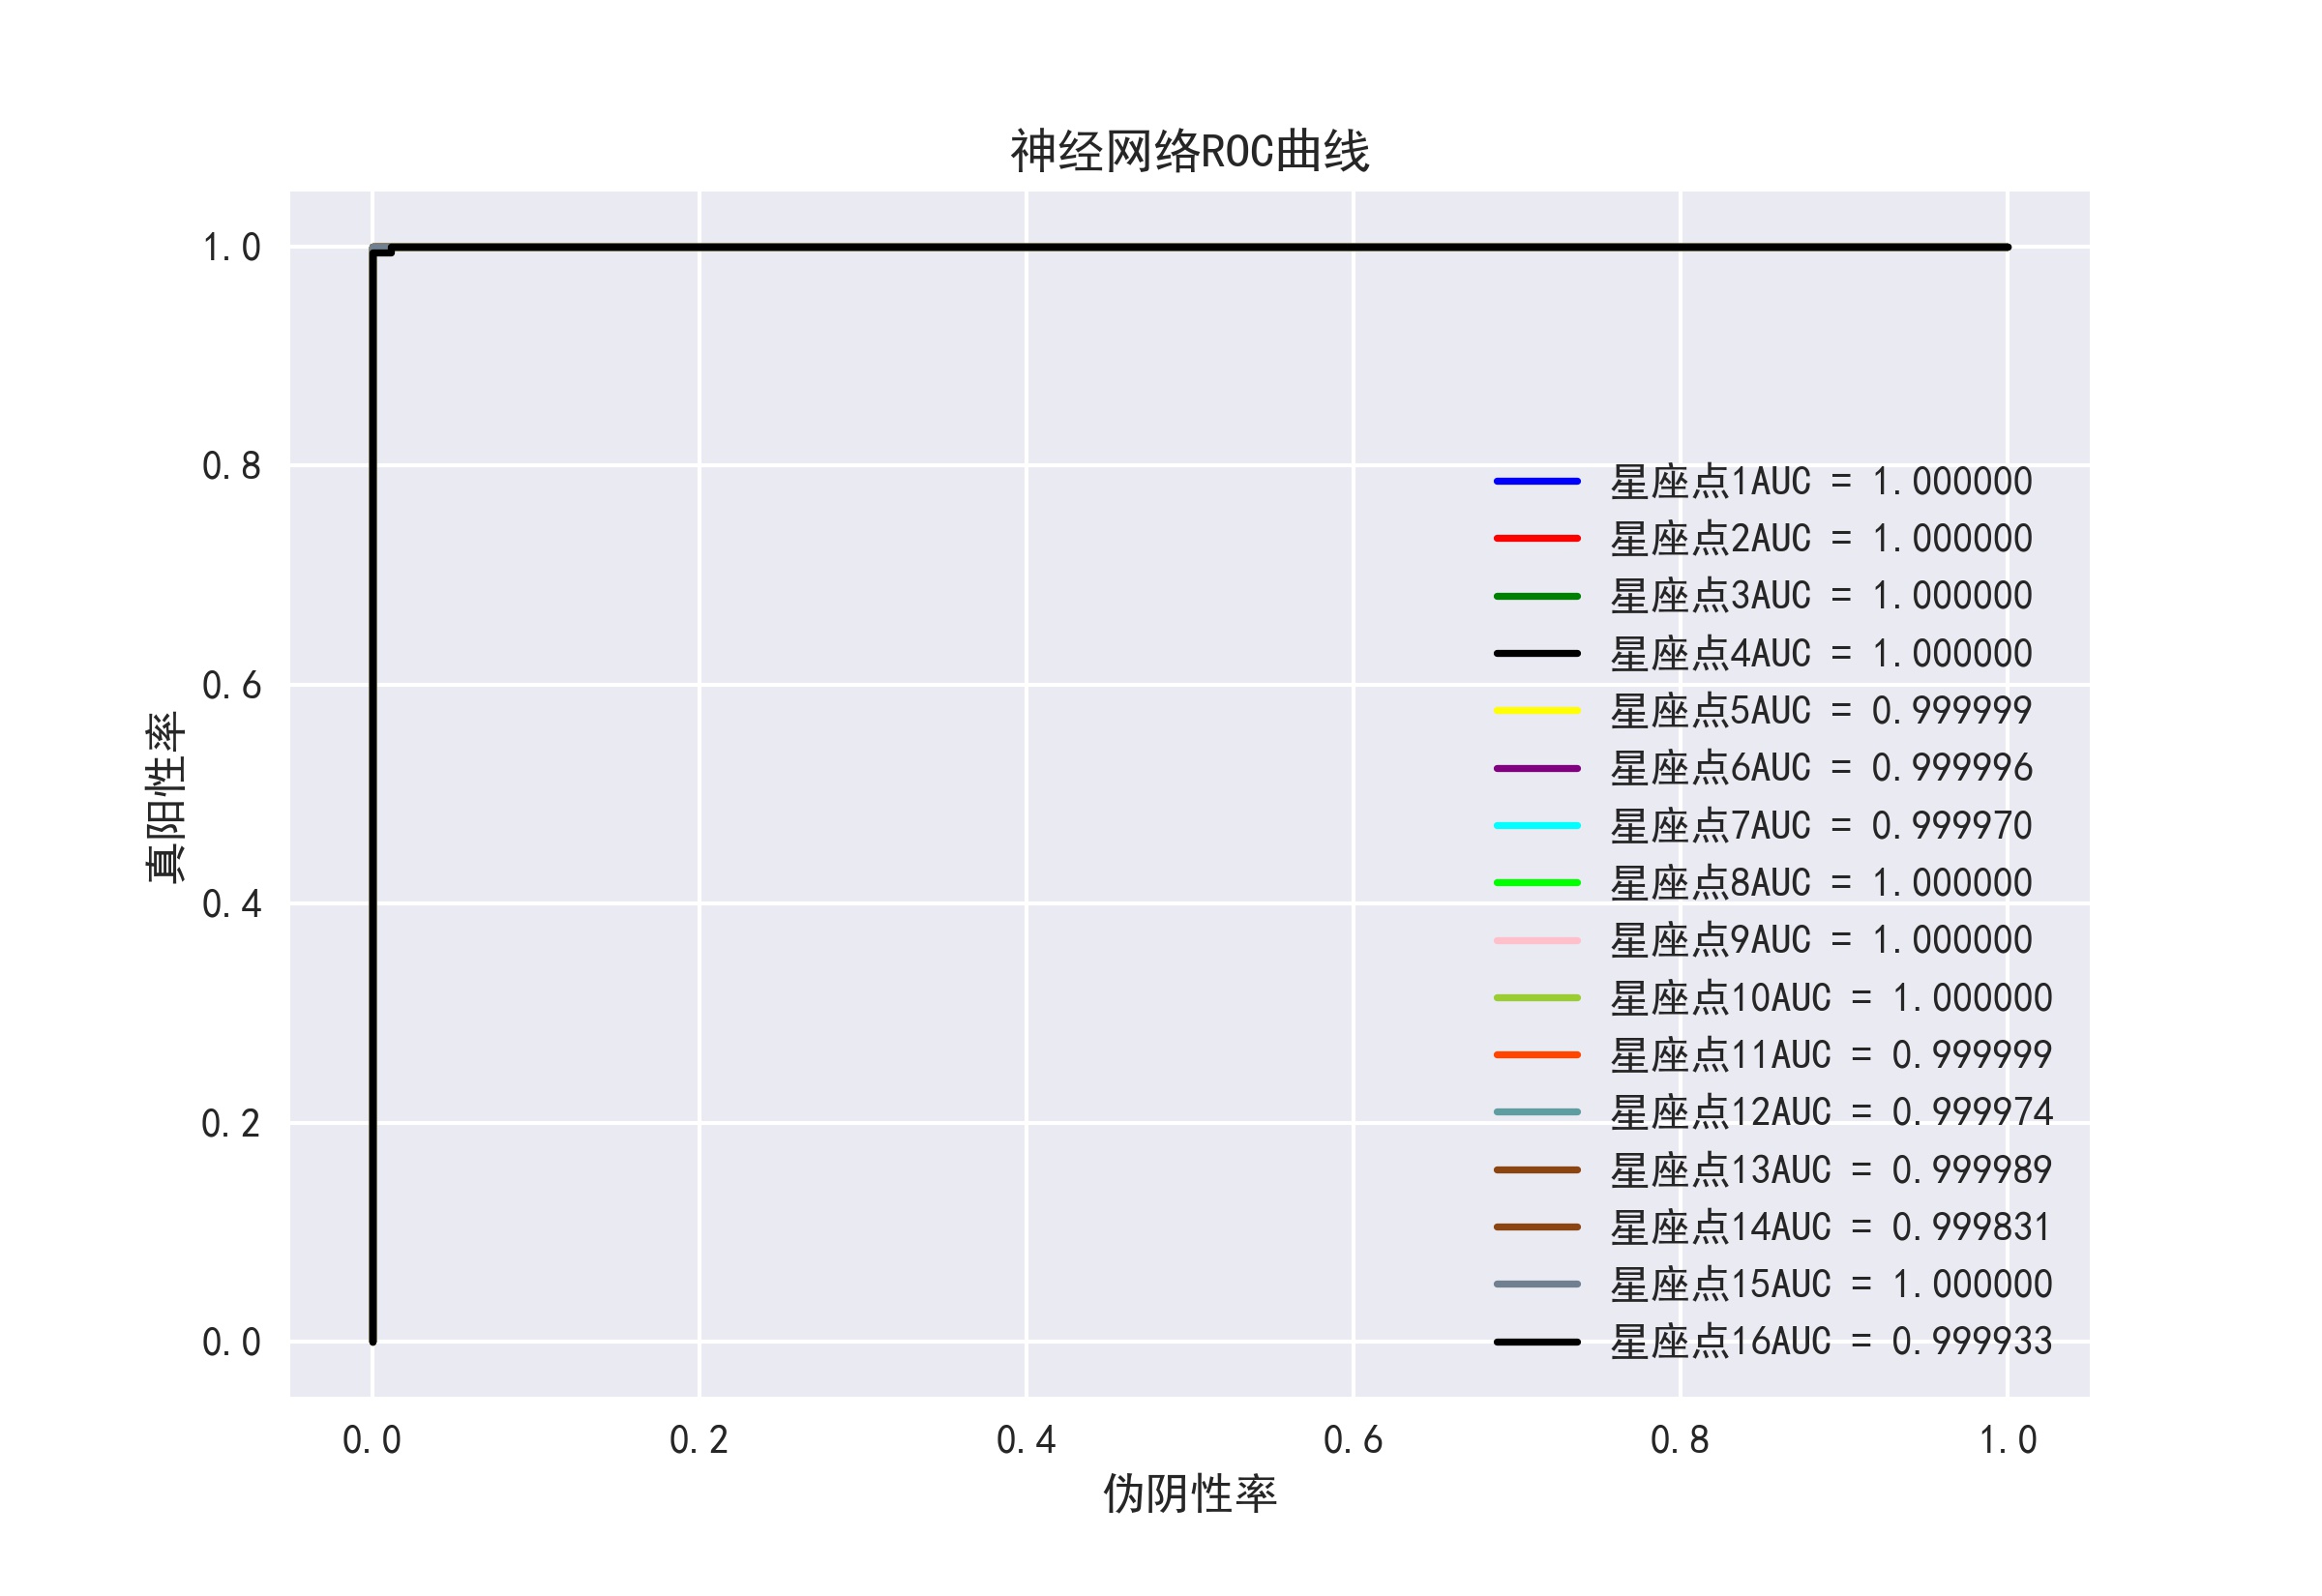 神经网络ROC曲线
1.0
0.8
0.6
0.4
0.2
0.0
真阳性率
星座点1AUC = 1.000000
星座点2AUC = 1.000000
星座点3AUC = 1.000000
星座点4AUC = 1.000000
星座点5AUC = 0.999999
星座点6AUC = 0.999996
星座点7AUC = 0.999970
星座点8AUC = 1.000000
星座点9AUC = 1.000000
星座点10AUC = 1.000000
星座点11AUC = 0.999999
星座点12AUC = 0.999974
星座点13AUC = 0.999989
星座点14AUC = 0.999831
星座点15AUC = 1.000000
星座点16AUC = 0.999933
0.0 0.2 0.4 0.6 0.8 1.0
伪阴性率